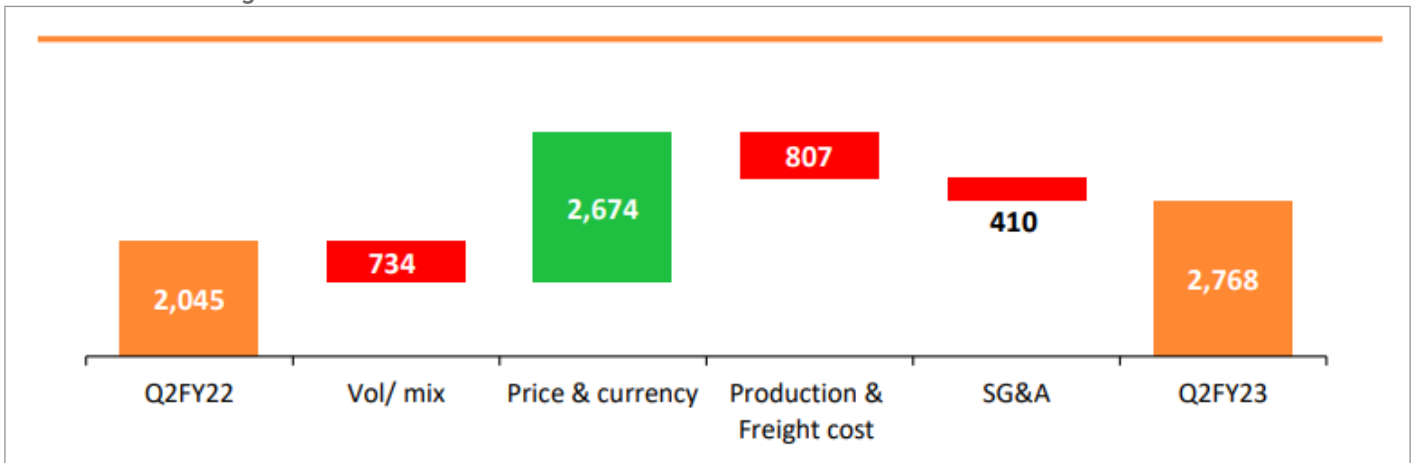 2,045
734
2,674
807
410
2,768
Q2FY22
Vol/ mix
Price & currency
Production &
Freight cost
SG&A
Q2FY23